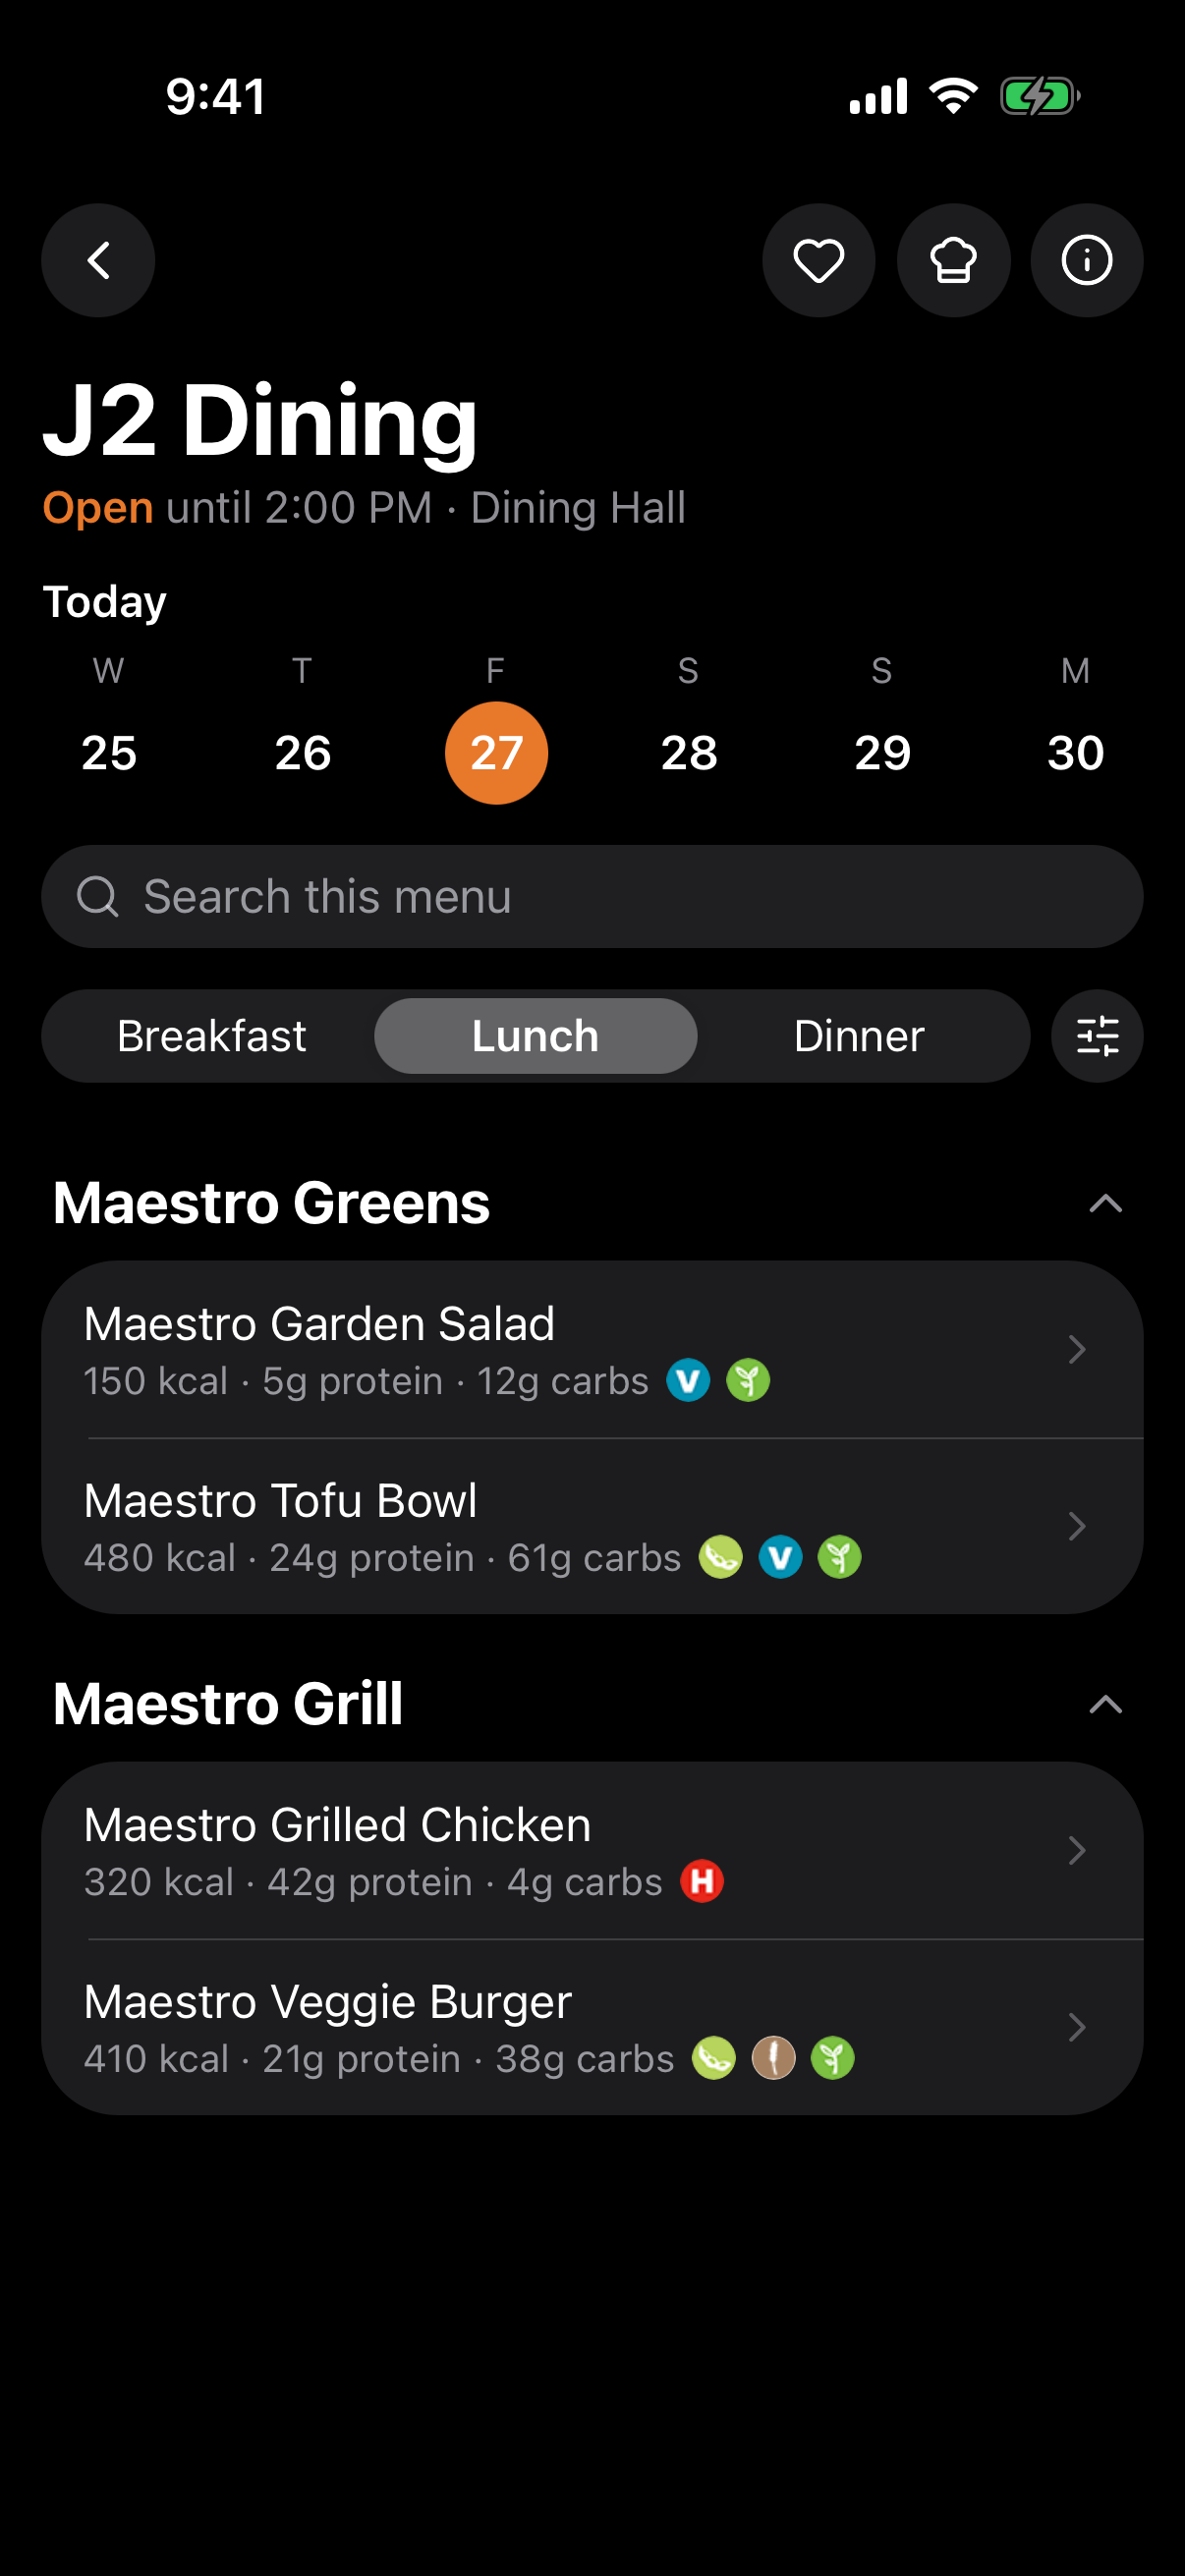 9:41
J2 Dining
Open until 2:00 PM · Dining Hall
Today
W T F S S M
25 26 27 28 29 30
Search this menu
Breakfast Lunch Dinner
Maestro Greens
Maestro Garden Salad
150 kcal · 5g protein · 12g carbs V
Maestro Tofu Bowl
480 kcal · 24g protein · 61g carbs V
Maestro Grill
Maestro Grilled Chicken
320 kcal · 42g protein · 4g carbs H
Maestro Veggie Burger
410 kcal · 21g protein · 38g carbs